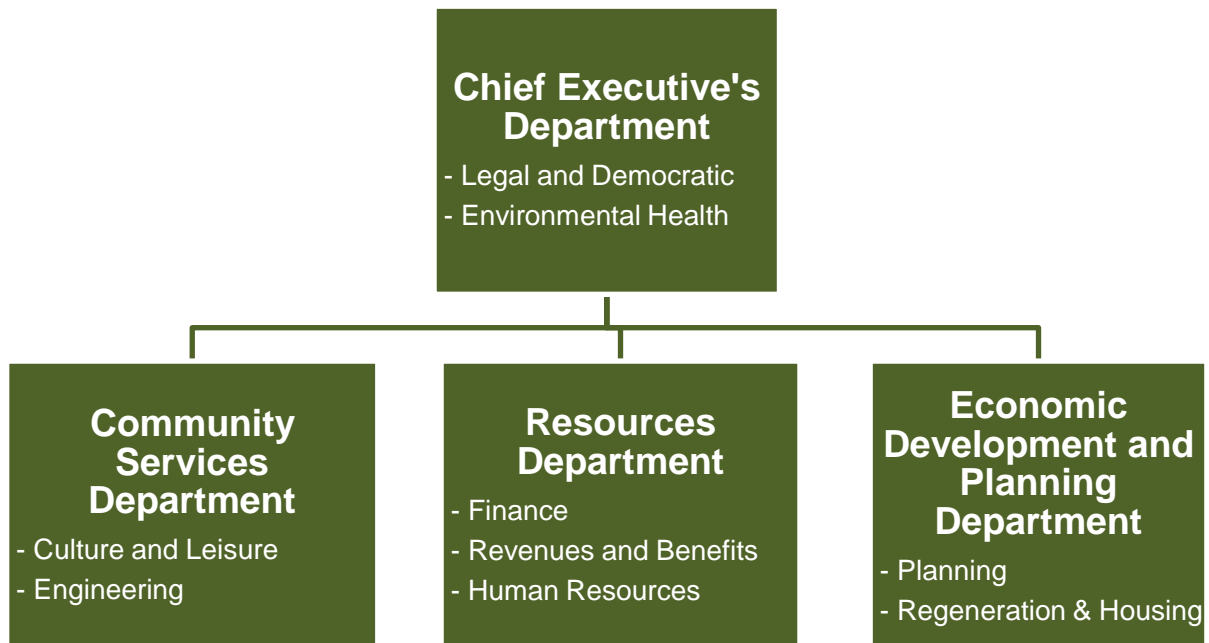 Chief Executive's
Department
- Legal and Democratic
- Environmental Health
Community
Services
Department
- Culture and Leisure
- Engineering
Resources
Department
- Finance
- Revenues and Benefits
- Human Resources
Economic
Development and
Planning
Department
- Planning
- Regeneration & Housing